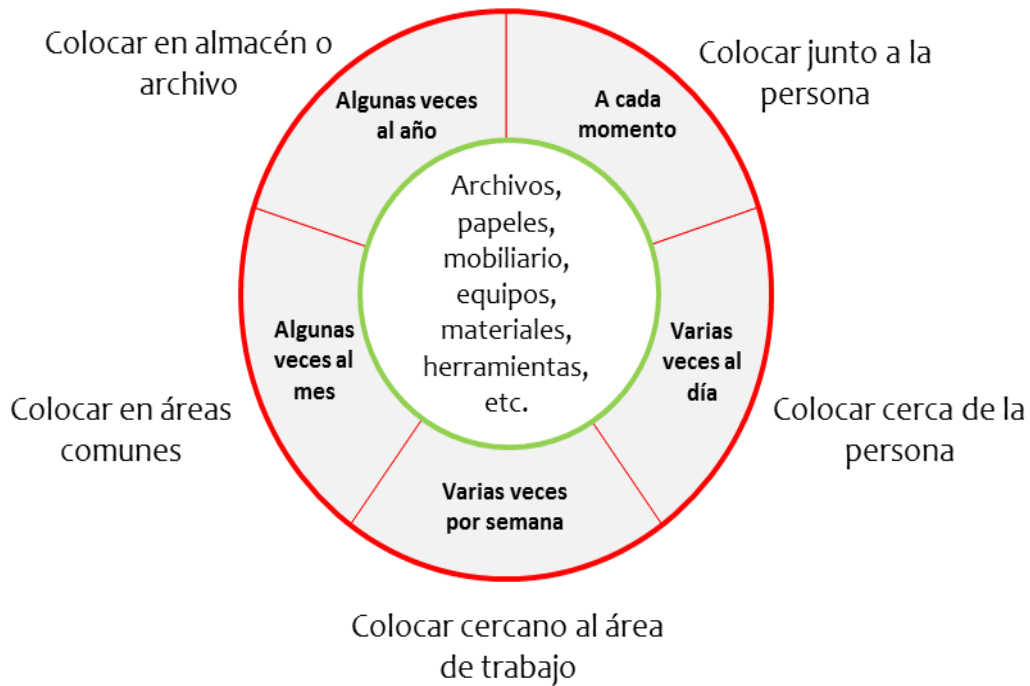 Colocar en almacén o
archivo
Algunas veces
al año
A cada
momento
Colocar junto a la
persona
Archivos,
papeles,
mobiliario,
equipos,
materiales,
herramientas,
etc.
Algunas
veces al
mes
Varias
veces al
día
Colocar en áreas
comunes
Colocar cerca de la
persona
Varias veces
por semana
Colocar cercano al área
de trabajo